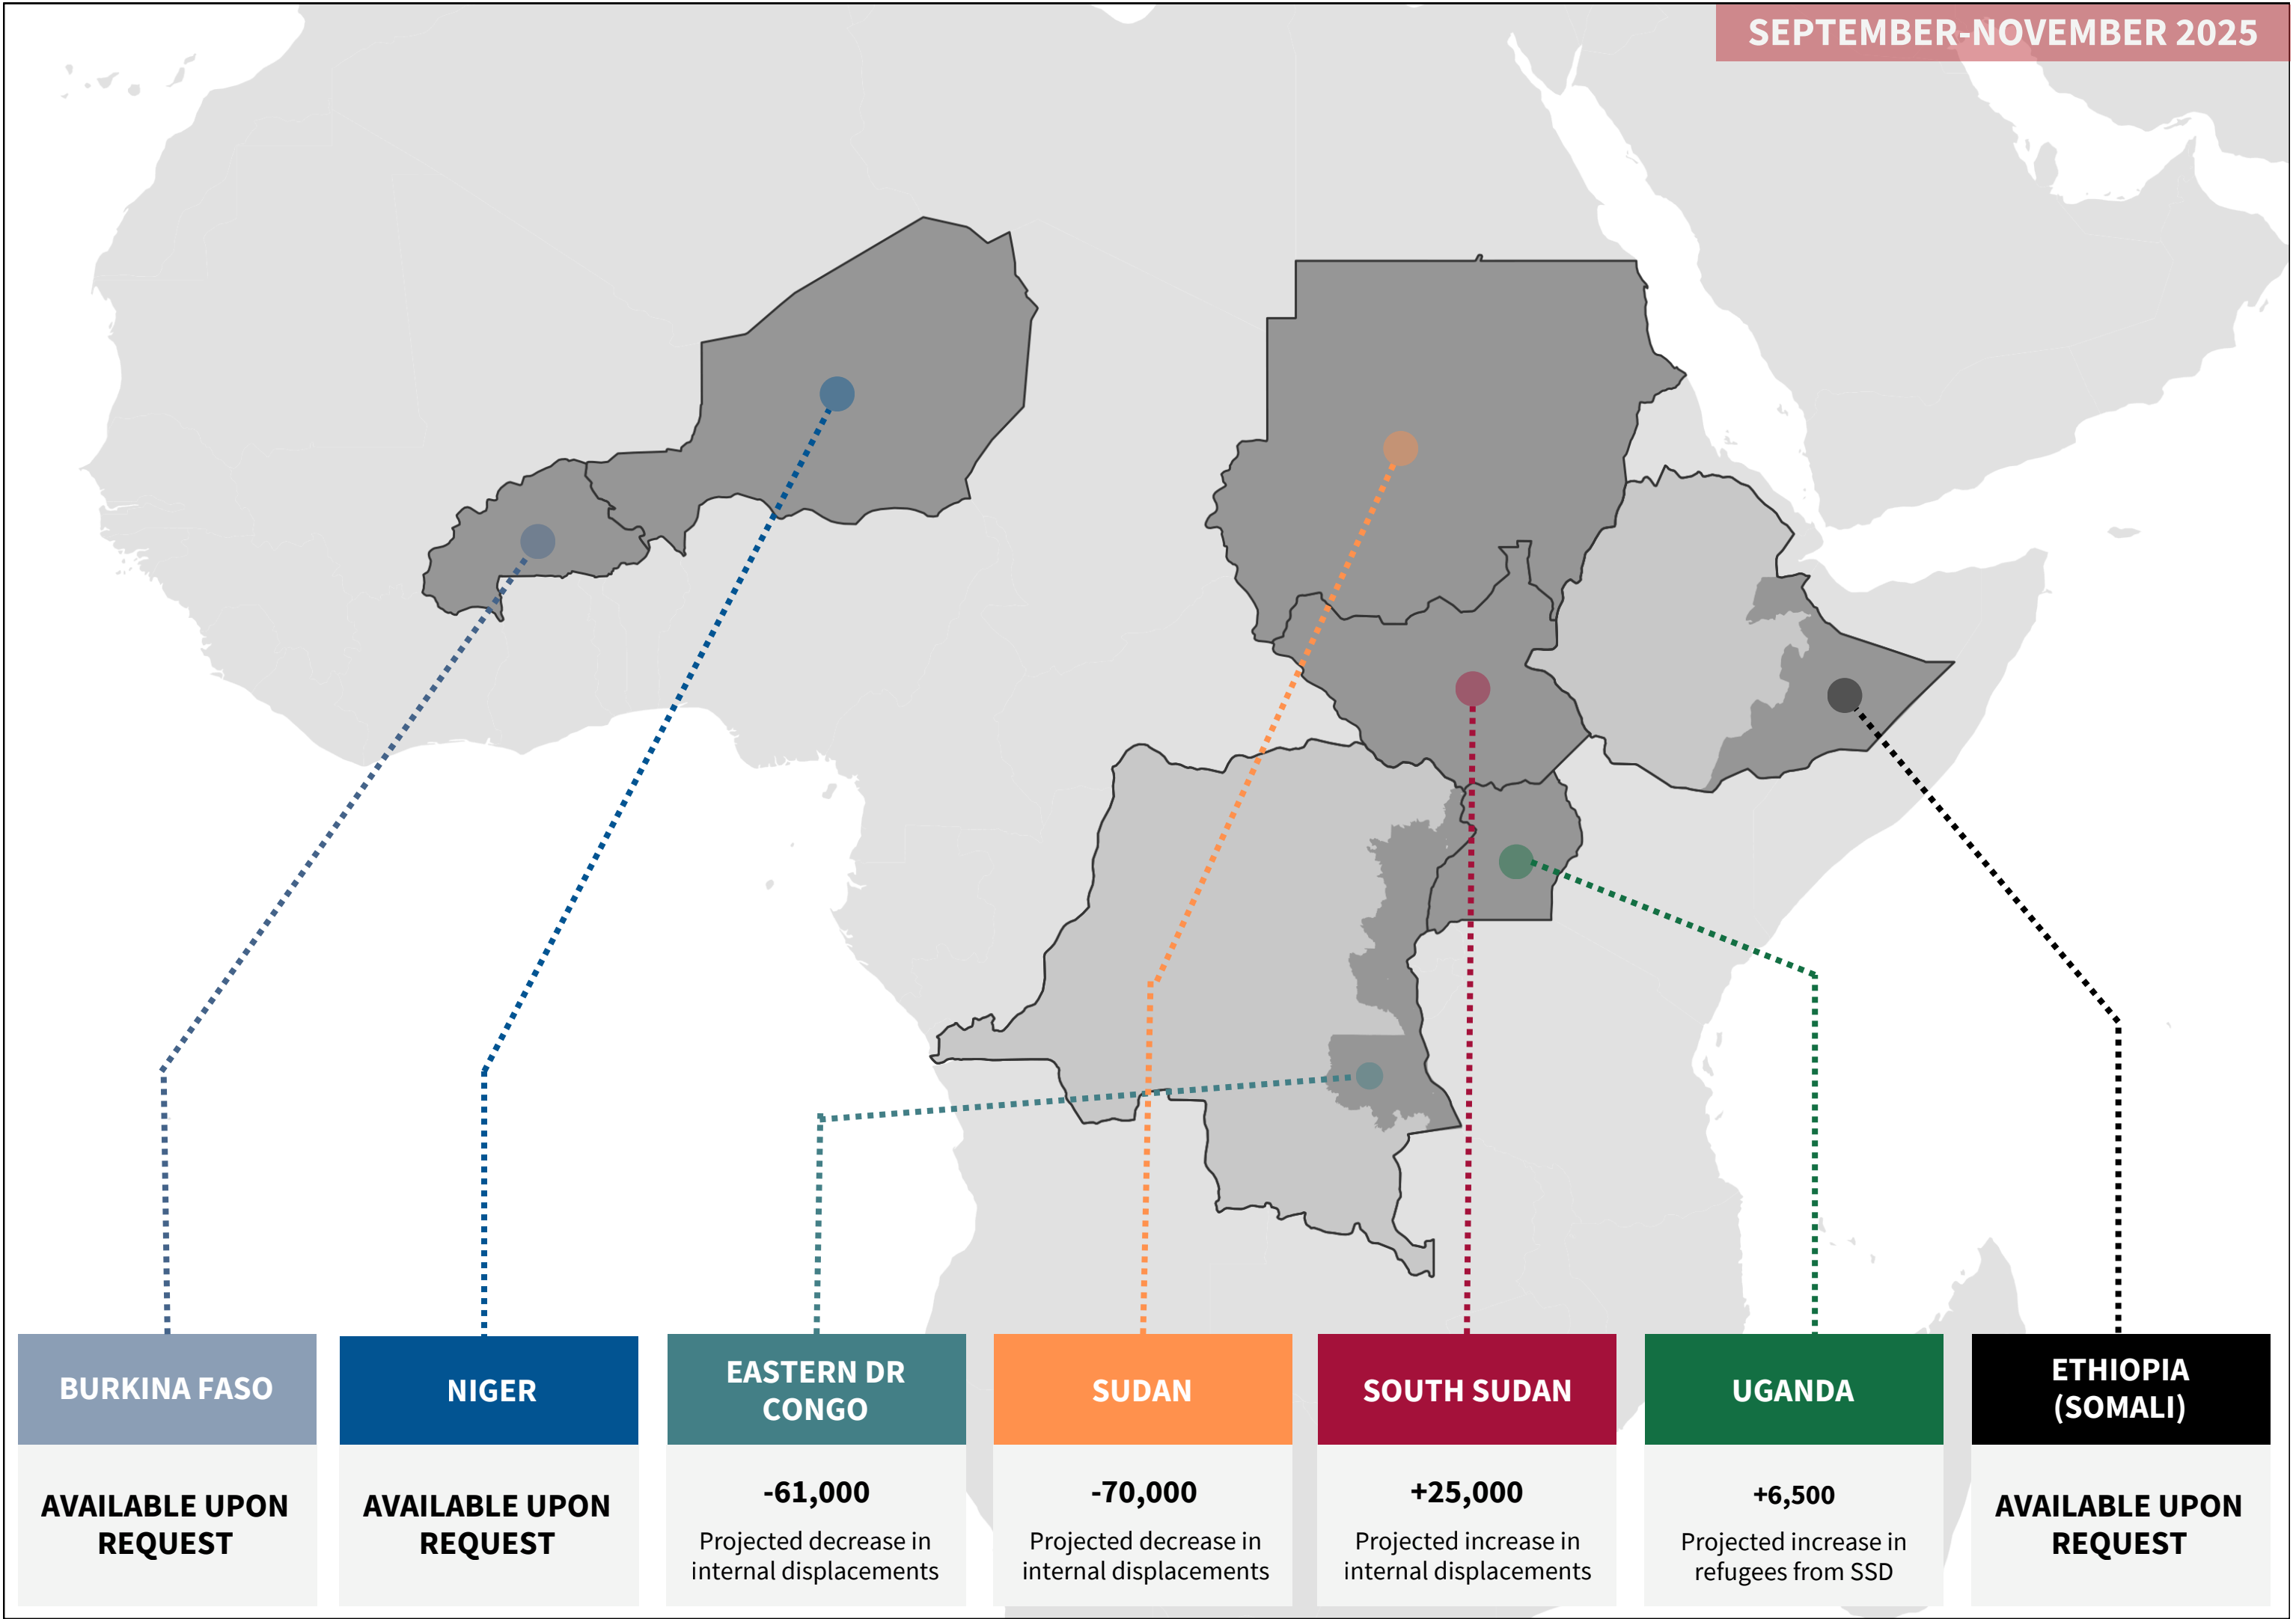 SEPTEMBER-NOVEMBER 2025
BURKINA FASO
AVAILABLE UPON
REQUEST
NIGER
AVAILABLE UPON
REQUEST
EASTERN DR
CONGO
-61,000
Projected decrease in
internal displacements
SUDAN
-70,000
Projected decrease in
internal displacements
SOUTH SUDAN
+25,000
Projected increase in
internal displacements
UGANDA
+6,500
Projected increase in
refugees from SSD
ETHIOPIA
(SOMALI)
AVAILABLE UPON
REQUEST